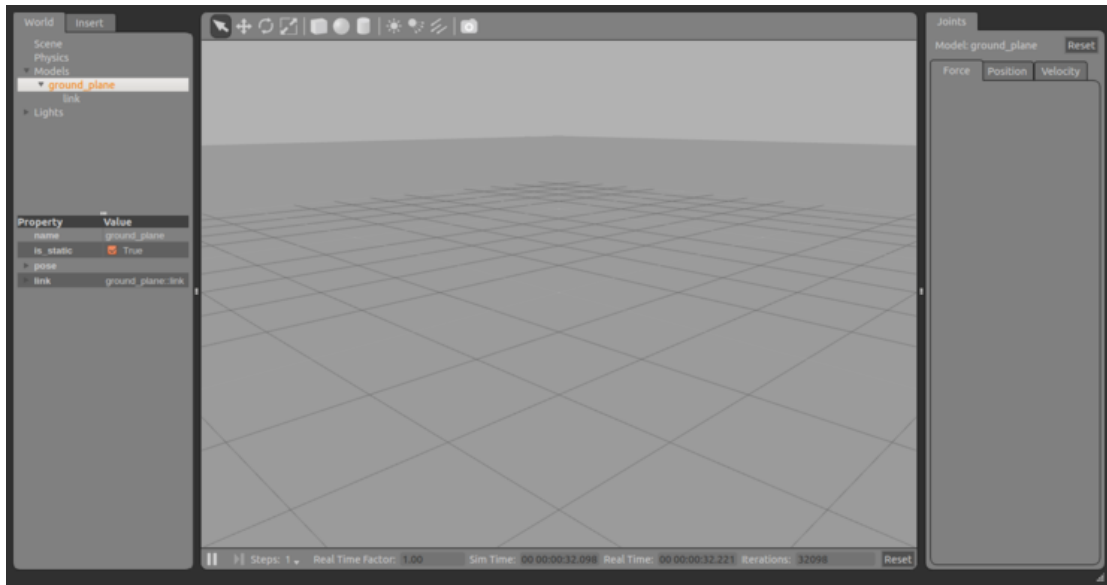 World Insert
Scene
Physics
Models
ground_plane
link
Lights
Property Value
name ground_plane
is_static True
pose
link ground_plane::link
Steps: 1 Real Time Factor: 1.00 Sim Time: 00 00:00:32.098 Real Time: 00 00:00:32.221 Iterations: 32098 Reset
Joints
Model: ground_plane Reset
Force Position Velocity